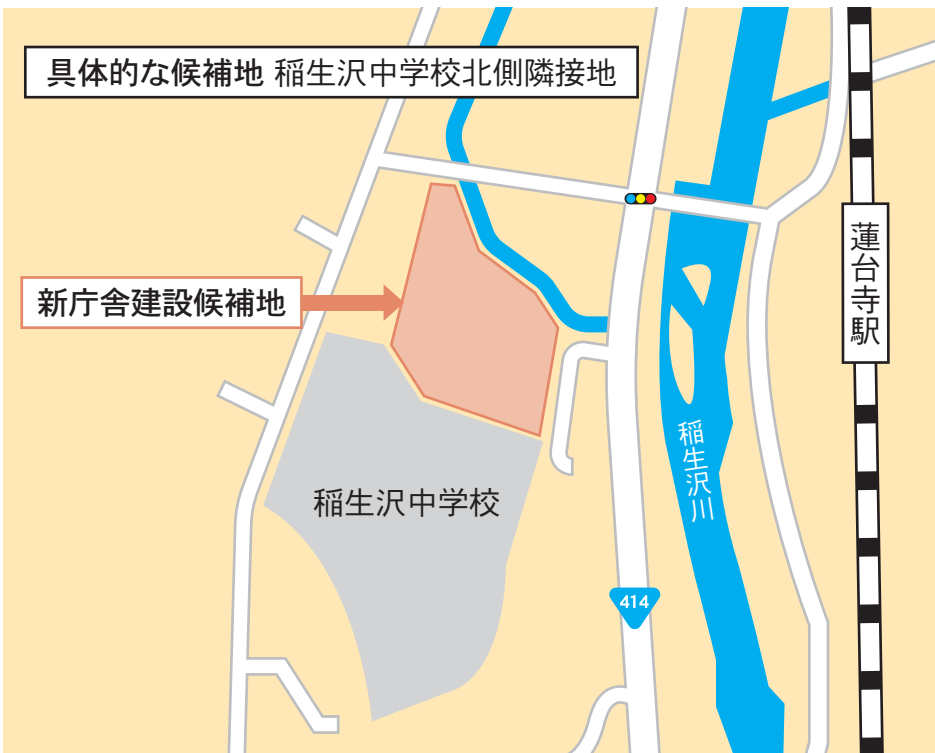 具体的な候補地 稲生沢中学校北側隣接地
新庁舎建設候補地
蓮台寺駅
稲生沢川
稲生沢中学校
414